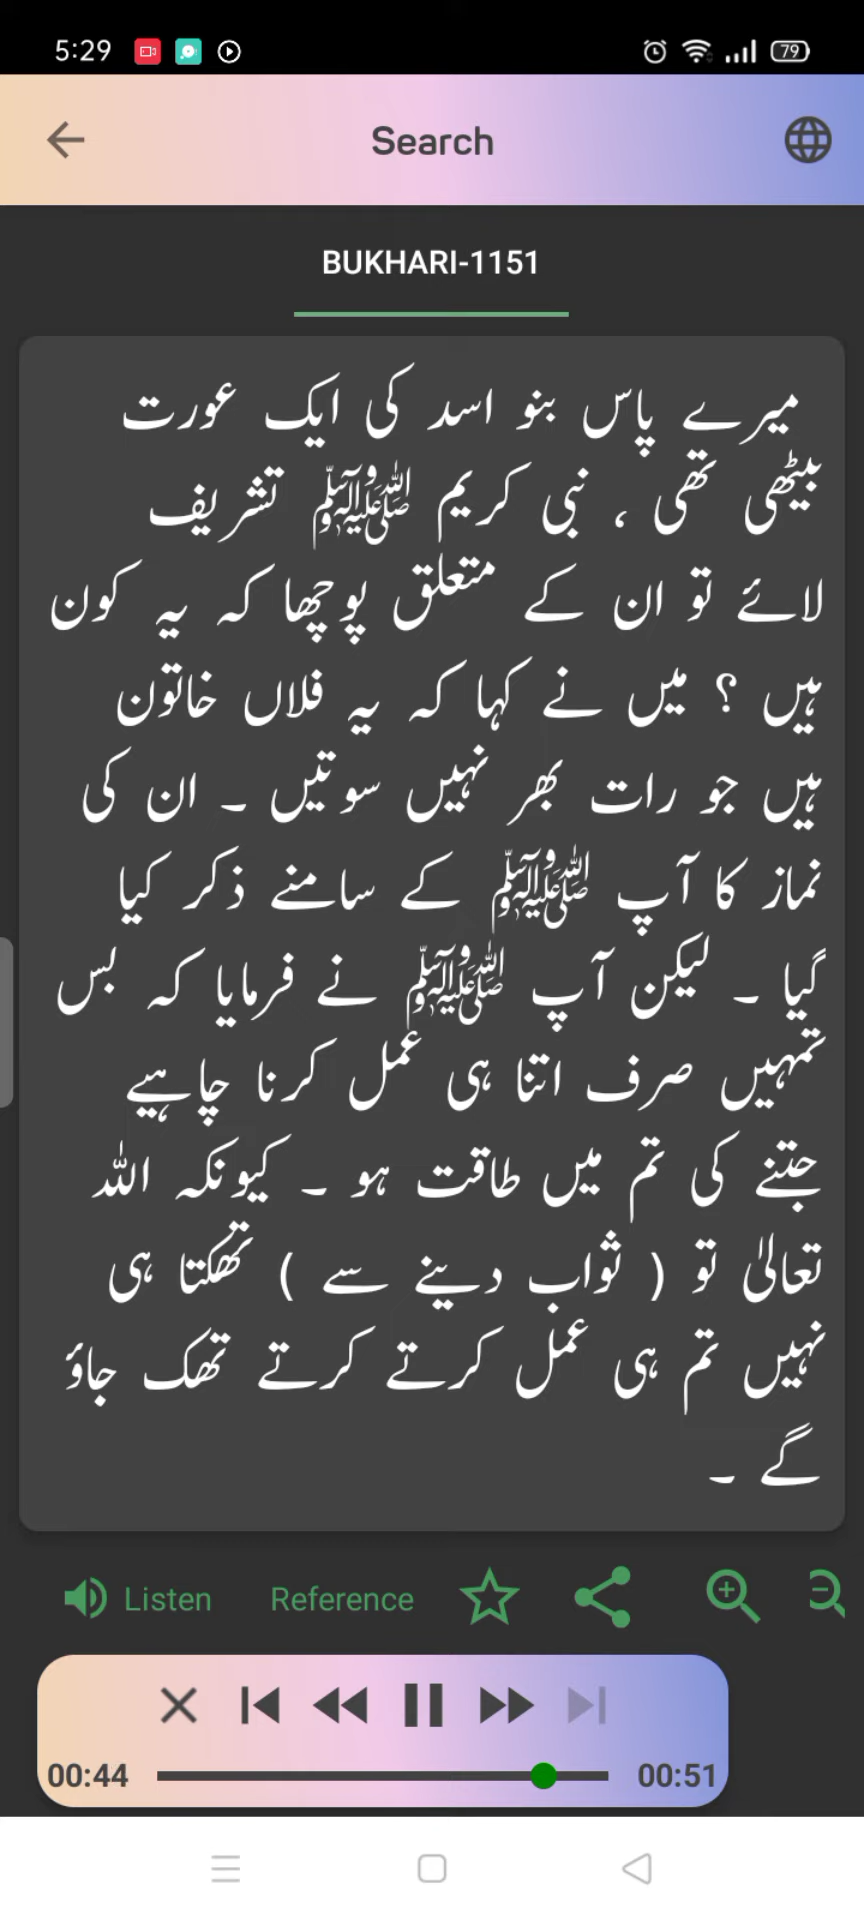 5:29
79
Search
BUKHARI-1151
میرے پاس بنو اسد کی ایک عورت
بیٹھی تھی ، نبی کریم ﷺ تشریف
لائے تو ان کے متعلق پوچھا کہ یہ کون
ہیں ؟ میں نے کہا کہ یہ فلاں خاتون
ہیں جو رات بھر نہیں سوتیں ۔ ان کی
نماز کا آپ ﷺ کے سامنے ذکر کیا
گیا ۔ لیکن آپ ﷺ نے فرمایا کہ بس
تمہیں صرف اتنا ہی عمل کرنا چاہیے
جتنے کی تم میں طاقت ہو ۔ کیونکہ اللہ
تعالیٰ تو ( ثواب دینے سے ) تھکتا ہی
نہیں تم ہی عمل کرتے کرتے تھک جاؤ
گے ۔
Listen Reference
00:44 00:51